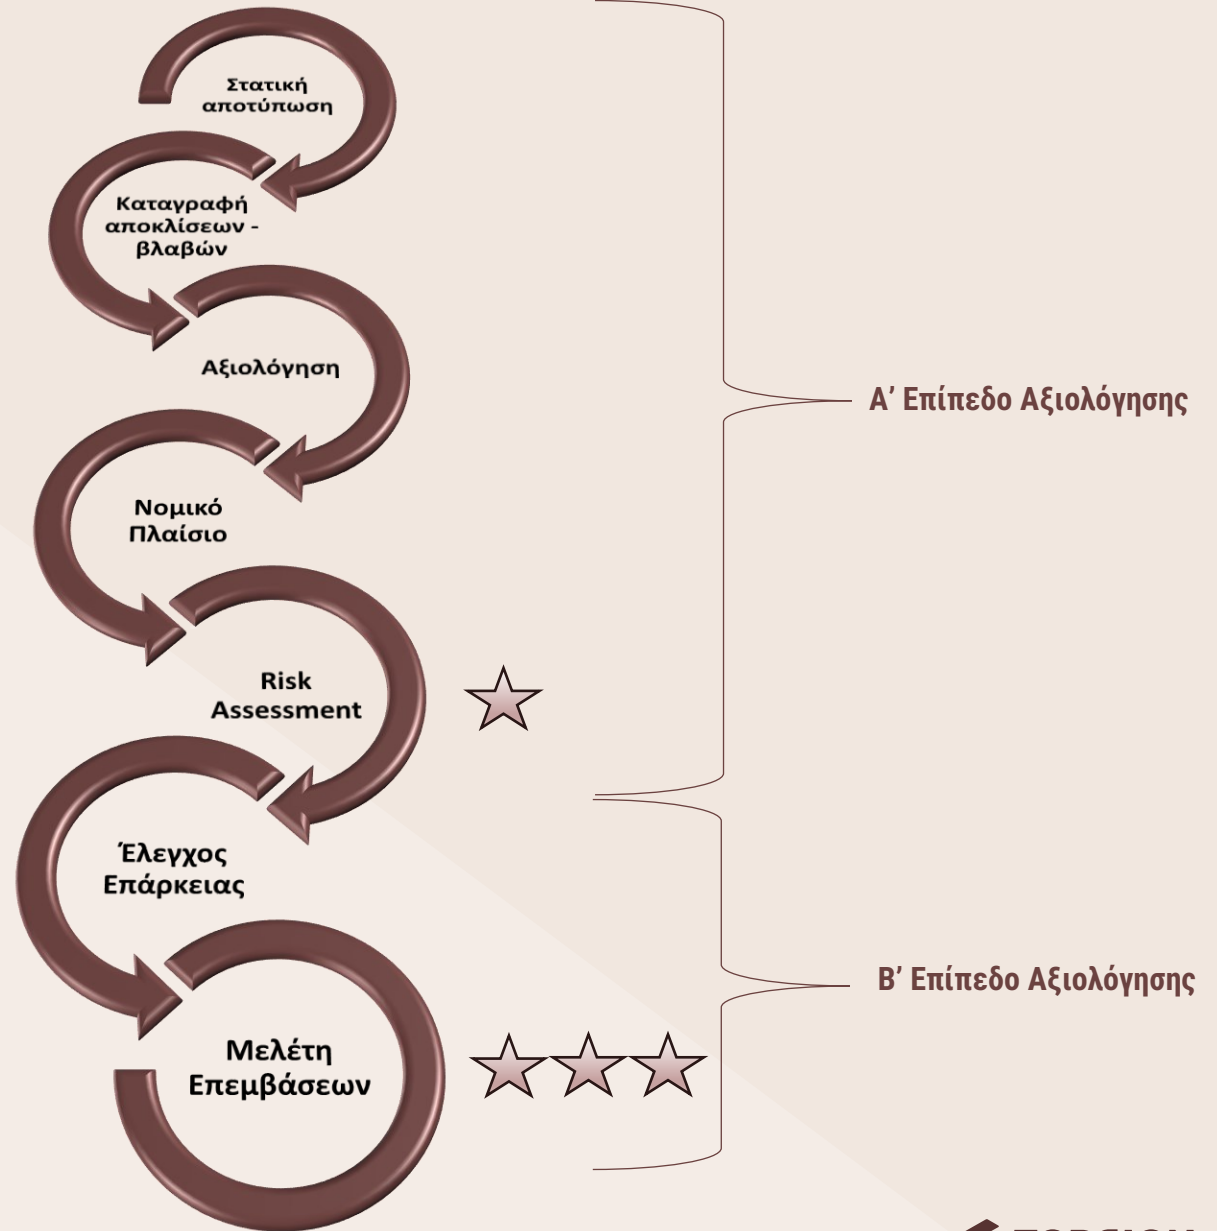 Στατική
αποτύπωση
Καταγραφή
αποκλίσεων -
βλαβών
Αξιολόγηση
Α’ Επίπεδο Αξιολόγησης
Νομικό
Πλαίσιο
Risk
Assessment
Έλεγχος
Επάρκειας
Β’ Επίπεδο Αξιολόγησης
Μελέτη
Επεμβάσεων